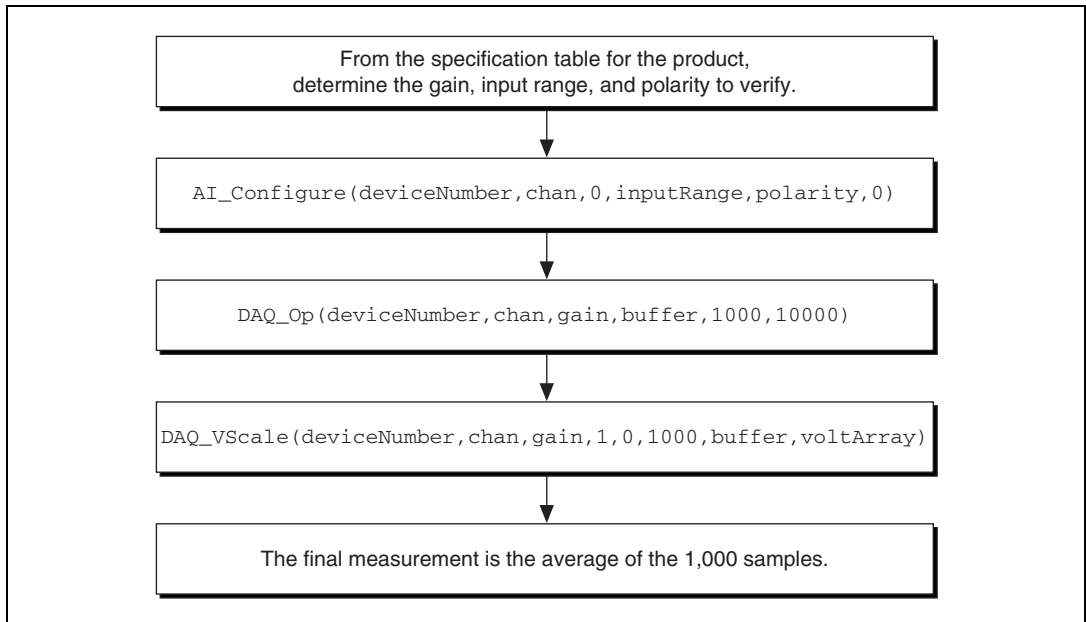 From the specification table for the product,
determine the gain, input range, and polarity to verify.
AI_Configure(deviceNumber,chan,0,inputRange,polarity,0)
DAQ_Op(deviceNumber,chan,gain,buffer,1000,10000)
DAQ_VScale(deviceNumber,chan,gain,1,0,1000,buffer,voltArray)
The final measurement is the average of the 1,000 samples.